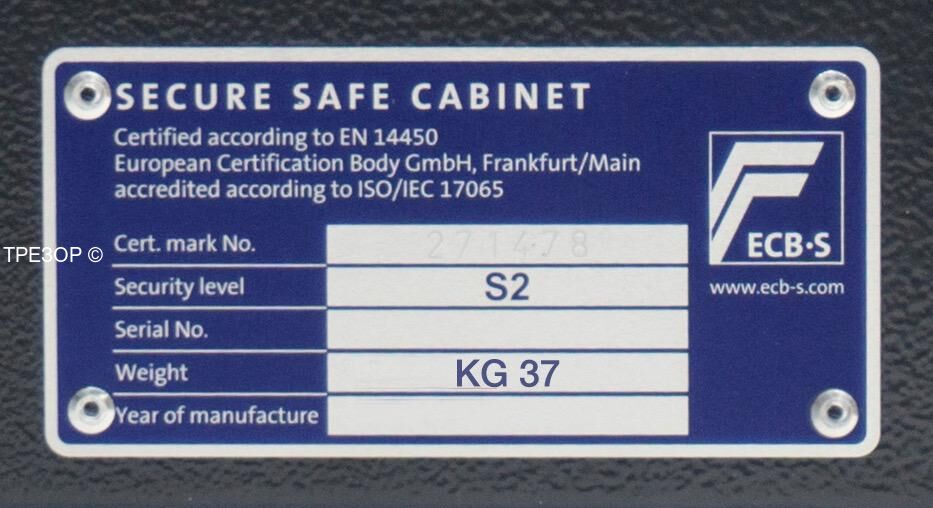 SECURE SAFE CABINET
Certified according to EN 14450
European Certification Body GmbH, Frankfurt/Main
accredited according to ISO/IEC 17065
ECB·S
www.ecb-s.com
Cert. mark No. 271478
Security level S2
Serial No.
Weight KG 37
Year of manufacture
ТРЕЗОР ©